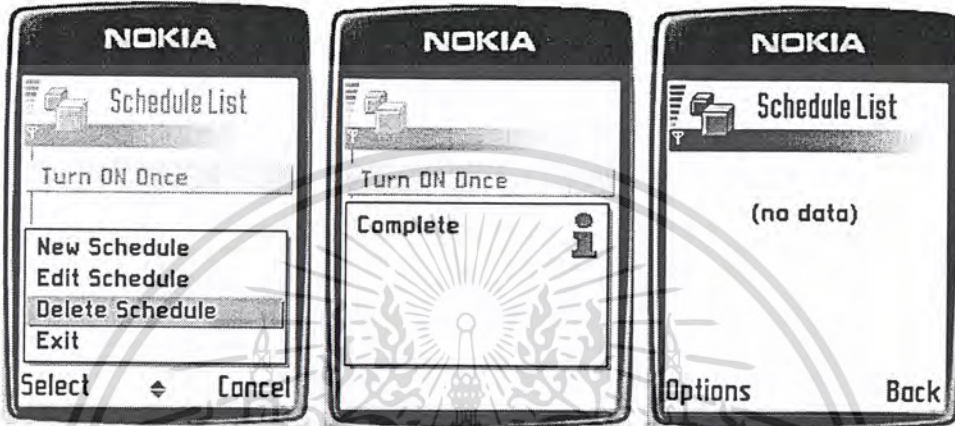 NOKIA
Schedule List
Turn ON Once
New Schedule
Edit Schedule
Delete Schedule
Exit
Select Cancel
NOKIA
Turn ON Once
Complete
NOKIA
Schedule List
(no data)
Options Back